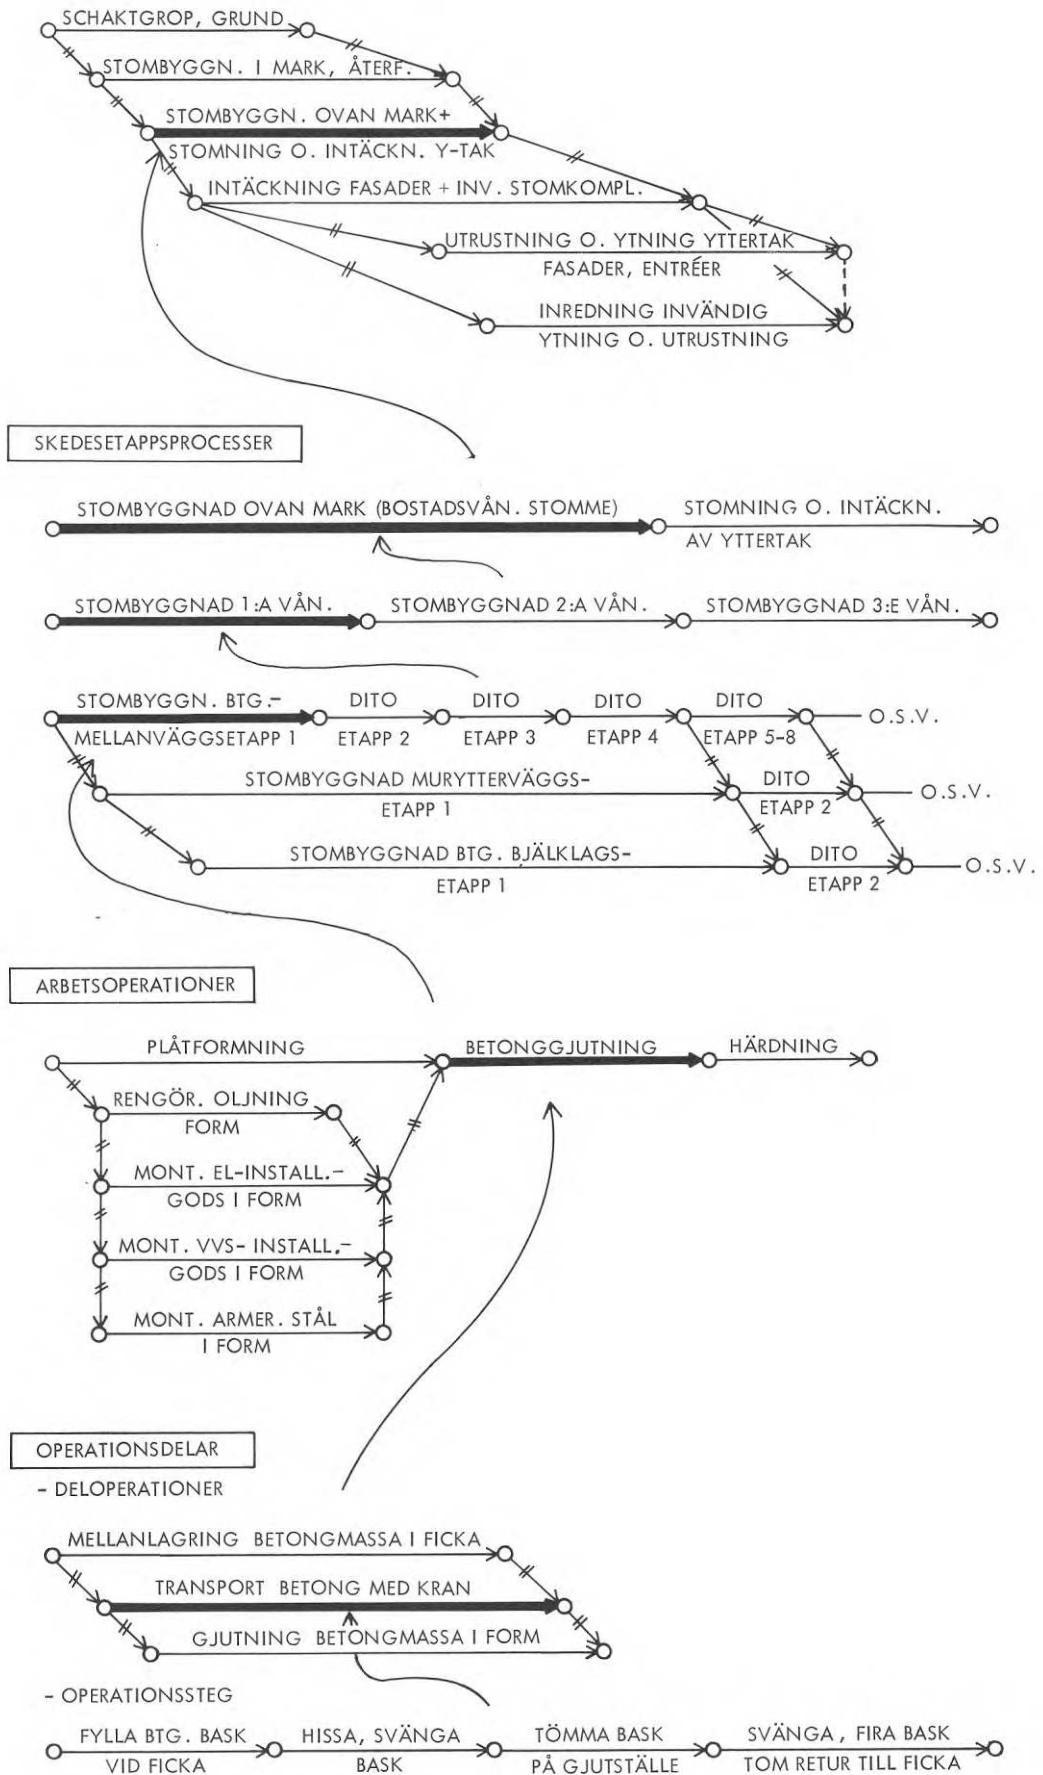 SCHAKTGROP, GRUND
STOMBYGGN. I MARK, ÅTERF.
STOMBYGGN. OVAN MARK+
STOMNING O. INTÄCKN. Y-TAK
INTÄCKNING FASADER + INV. STOMKOMPL.
UTRUSTNING O. YTNING YTTERTAK
FASADER, ENTRÉER
INREDNING INVÄNDIG
YTNING O. UTRUSTNING
SKEDESETAPPSPROCESSER
STOMBYGGNAD OVAN MARK (BOSTADSVÅN. STOMME)
STOMNING O. INTÄCKN.
AV YTTERTAK
STOMBYGGNAD 1:A VÅN.
STOMBYGGNAD 2:A VÅN.
STOMBYGGNAD 3:E VÅN.
STOMBYGGN. BTG.-
MELLANVÄGGSETAPP 1
DITO
ETAPP 2
DITO
ETAPP 3
DITO
ETAPP 4
DITO
ETAPP 5-8
O.S.V.
STOMBYGGNAD MURYTTERVÄGGS-
ETAPP 1
DITO
ETAPP 2
O.S.V.
STOMBYGGNAD BTG. BJÄLKLAGS-
ETAPP 1
DITO
ETAPP 2
O.S.V.
ARBETSOPERATIONER
PLÅTFORMNING
BETONGGJUTNING
HÄRDNING
RENGÖR. OLJNING
FORM
MONT. EL-INSTALL.-
GODS I FORM
MONT. VVS- INSTALL.-
GODS I FORM
MONT. ARMER. STÅL
I FORM
OPERATIONSDELAR
- DELOPERATIONER
MELLANLAGRING BETONGMASSA I FICKA
TRANSPORT BETONG MED KRAN
GJUTNING BETONGMASSA I FORM
- OPERATIONSSTEG
FYLLA BTG. BASK
VID FICKA
HISSA, SVÄNGA
BASK
TÖMMA BASK
PÅ GJUTSTÄLLE
SVÄNGA, FIRA BASK
TOM RETUR TILL FICKA